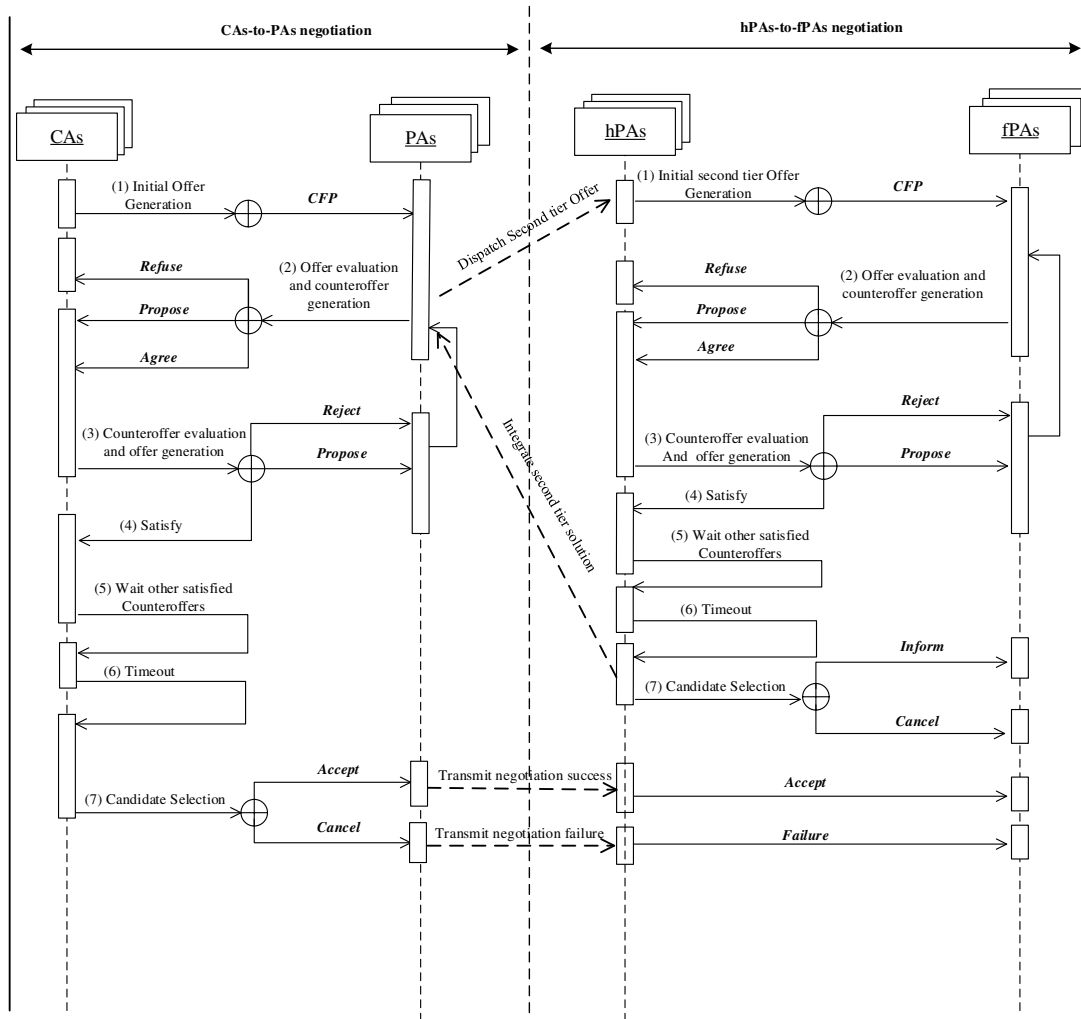 CAs-to-PAs negotiation
hPAs-to-fPAs negotiation
CAs
PAs
hPAs
fPAs
(1) Initial Offer
Generation
CFP
Refuse
(2) Offer evaluation
and counteroffer
generation
Propose
Agree
(3) Counteroffer evaluation
and offer generation
Reject
Propose
(4) Satisfy
(5) Wait other satisfied
Counteroffers
(6) Timeout
(7) Candidate Selection
Accept
Cancel
Dispatch Second tier Offer
Integrate second tier solution
Transmit negotiation success
Transmit negotiation failure
(1) Initial second tier Offer
Generation
CFP
Refuse
(2) Offer evaluation and
counteroffer generation
Propose
Agree
(3) Counteroffer evaluation
And offer generation
Reject
Propose
(4) Satisfy
(5) Wait other satisfied
Counteroffers
(6) Timeout
(7) Candidate Selection
Inform
Cancel
Accept
Failure